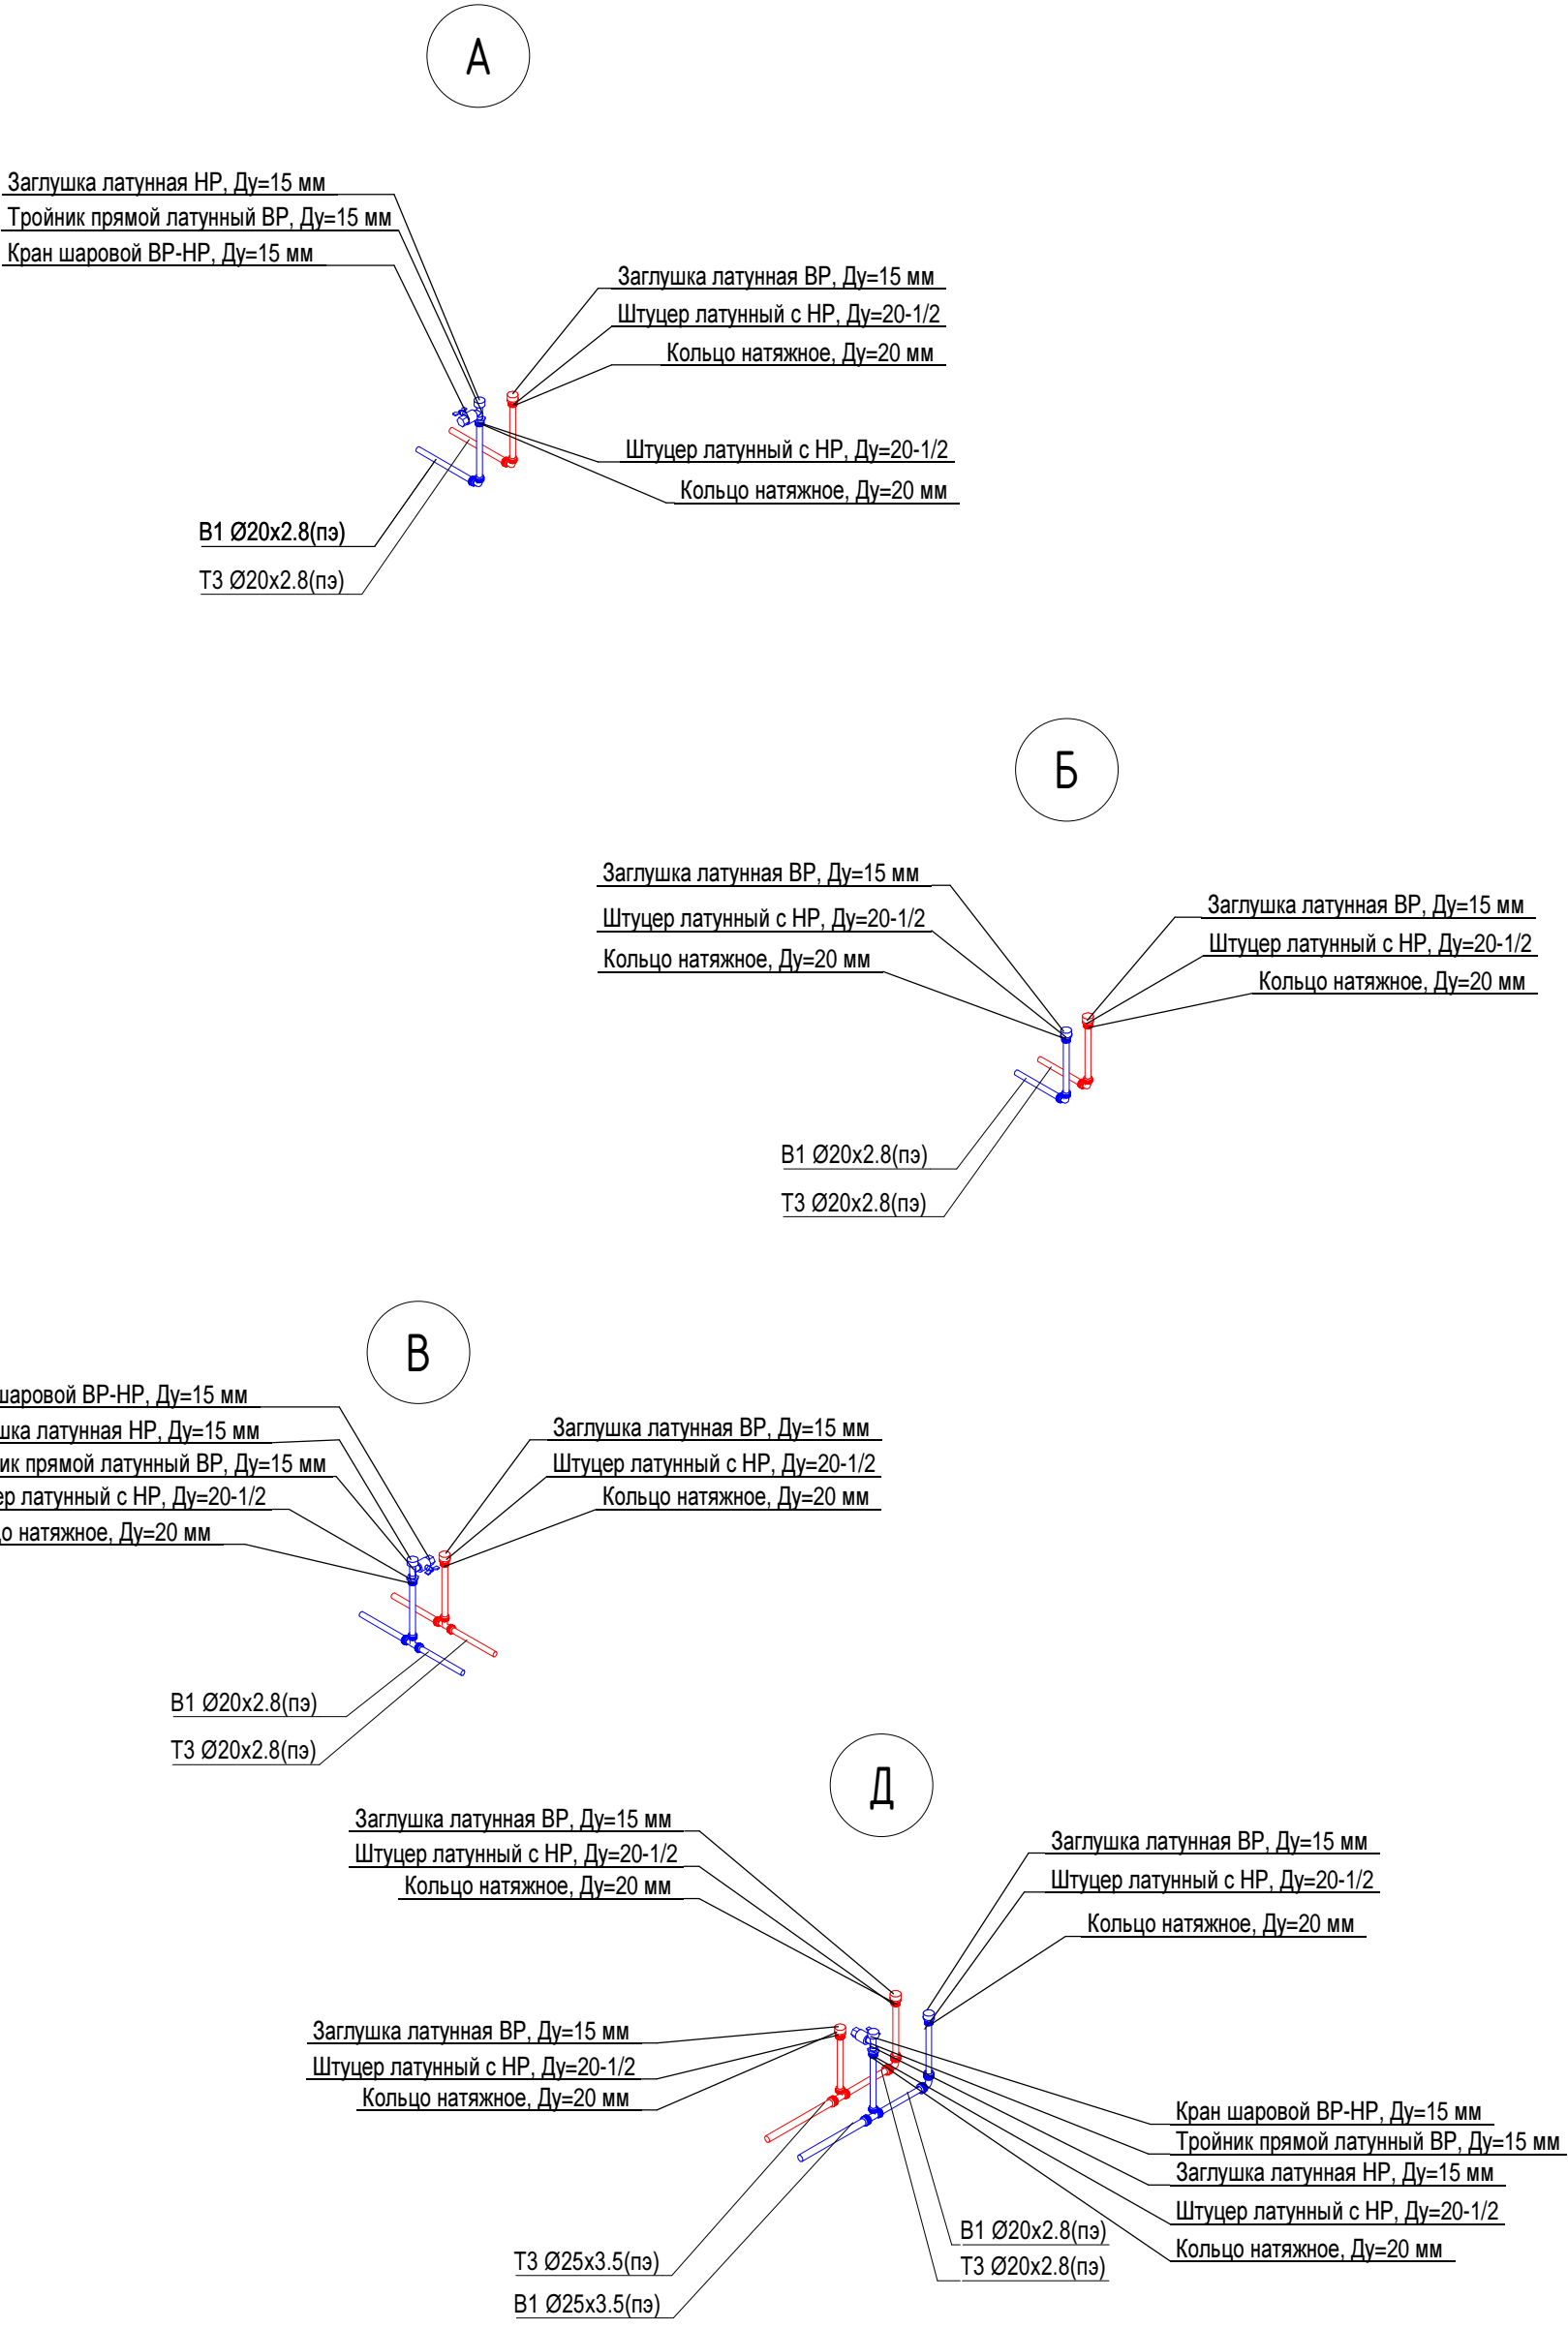 А
Заглушка латунная НР, Ду=15 мм
Тройник прямой латунный ВР, Ду=15 мм
Кран шаровой ВР-НР, Ду=15 мм
Заглушка латунная ВР, Ду=15 мм
Штуцер латунный с НР, Ду=20-1/2
Кольцо натяжное, Ду=20 мм
Штуцер латунный с НР, Ду=20-1/2
Кольцо натяжное, Ду=20 мм
В1 Ø20х2.8(пэ)
Т3 Ø20х2.8(пэ)
Б
Заглушка латунная ВР, Ду=15 мм
Штуцер латунный с НР, Ду=20-1/2
Кольцо натяжное, Ду=20 мм
Заглушка латунная ВР, Ду=15 мм
Штуцер латунный с НР, Ду=20-1/2
Кольцо натяжное, Ду=20 мм
В1 Ø20х2.8(пэ)
Т3 Ø20х2.8(пэ)
В
шаровой ВР-НР, Ду=15 мм
шка латунная НР, Ду=15 мм
ик прямой латунный ВР, Ду=15 мм
ер латунный с НР, Ду=20-1/2
о натяжное, Ду=20 мм
Заглушка латунная ВР, Ду=15 мм
Штуцер латунный с НР, Ду=20-1/2
Кольцо натяжное, Ду=20 мм
В1 Ø20х2.8(пэ)
Т3 Ø20х2.8(пэ)
Д
Заглушка латунная ВР, Ду=15 мм
Штуцер латунный с НР, Ду=20-1/2
Кольцо натяжное, Ду=20 мм
Заглушка латунная ВР, Ду=15 мм
Штуцер латунный с НР, Ду=20-1/2
Кольцо натяжное, Ду=20 мм
Заглушка латунная ВР, Ду=15 мм
Штуцер латунный с НР, Ду=20-1/2
Кольцо натяжное, Ду=20 мм
Кран шаровой ВР-НР, Ду=15 мм
Тройник прямой латунный ВР, Ду=15 мм
Заглушка латунная НР, Ду=15 мм
Штуцер латунный с НР, Ду=20-1/2
Кольцо натяжное, Ду=20 мм
В1 Ø20х2.8(пэ)
Т3 Ø20х2.8(пэ)
Т3 Ø25х3.5(пэ)
В1 Ø25х3.5(пэ)